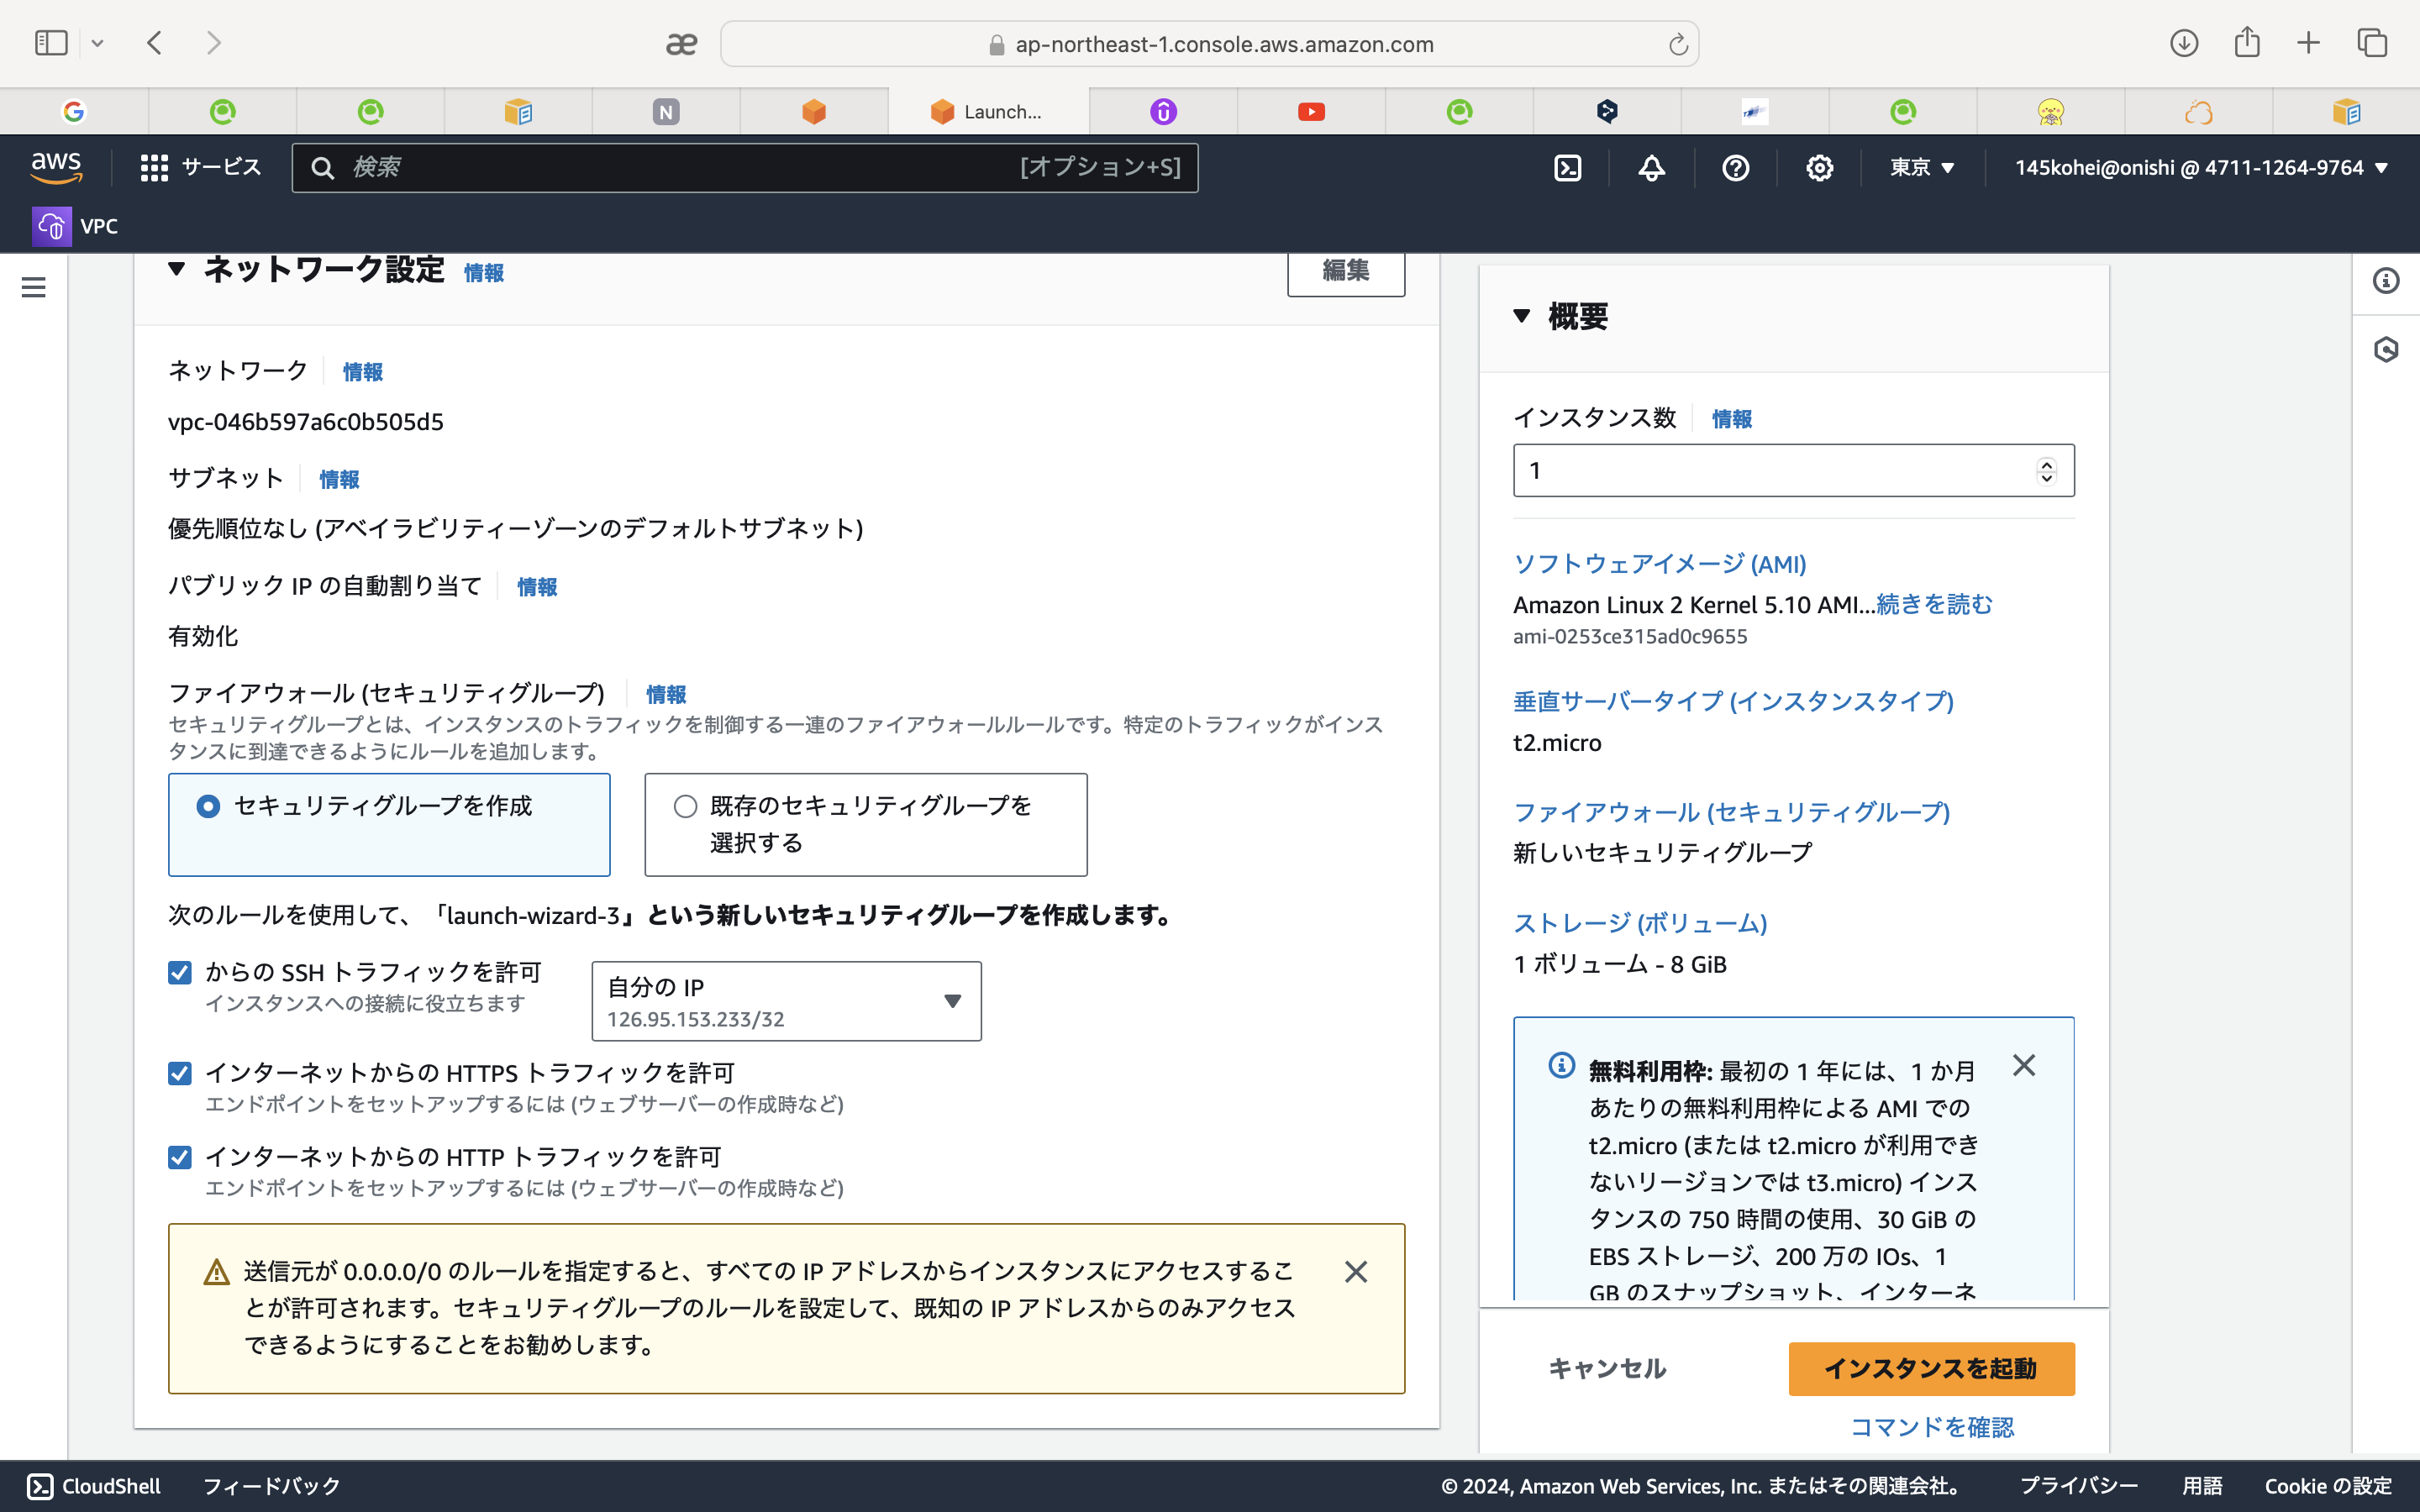 ap-northeast-1.console.aws.amazon.com
N
Launch...
aws
サービス
検索
[オプション+S]
東京
145kohei@onishi @ 4711-1264-9764
VPC
ネットワーク設定 情報
編集
ネットワーク 情報
vpc-046b597a6c0b505d5
サブネット 情報
優先順位なし (アベイラビリティーゾーンのデフォルトサブネット)
パブリック IP の自動割り当て 情報
有効化
ファイアウォール (セキュリティグループ) 情報
セキュリティグループとは、インスタンスのトラフィックを制御する一連のファイアウォールルールです。特定のトラフィックがインス
タンスに到達できるようにルールを追加します。
セキュリティグループを作成
既存のセキュリティグループを
選択する
次のルールを使用して、「launch-wizard-3」という新しいセキュリティグループを作成します。
からの SSH トラフィックを許可
インスタンスへの接続に役立ちます
自分の IP
126.95.153.233/32
インターネットからの HTTPS トラフィックを許可
エンドポイントをセットアップするには (ウェブサーバーの作成時など)
インターネットからの HTTP トラフィックを許可
エンドポイントをセットアップするには (ウェブサーバーの作成時など)
送信元が 0.0.0.0/0 のルールを指定すると、すべての IP アドレスからインスタンスにアクセスするこ
とが許可されます。セキュリティグループのルールを設定して、既知の IP アドレスからのみアクセス
できるようにすることをお勧めします。
概要
インスタンス数 情報
1
ソフトウェアイメージ (AMI)
Amazon Linux 2 Kernel 5.10 AMI...続きを読む
ami-0253ce315ad0c9655
垂直サーバータイプ (インスタンスタイプ)
t2.micro
ファイアウォール (セキュリティグループ)
新しいセキュリティグループ
ストレージ (ボリューム)
1 ボリューム - 8 GiB
無料利用枠: 最初の 1 年には、1 か月
あたりの無料利用枠による AMI での
t2.micro (または t2.micro が利用でき
ないリージョンでは t3.micro) インス
タンスの 750 時間の使用、30 GiB の
EBS ストレージ、200 万の IOs、1
GB のスナップショット、インターネ
キャンセル
インスタンスを起動
コマンドを確認
CloudShell
フィードバック
© 2024, Amazon Web Services, Inc. またはその関連会社。
プライバシー
用語
Cookie の設定